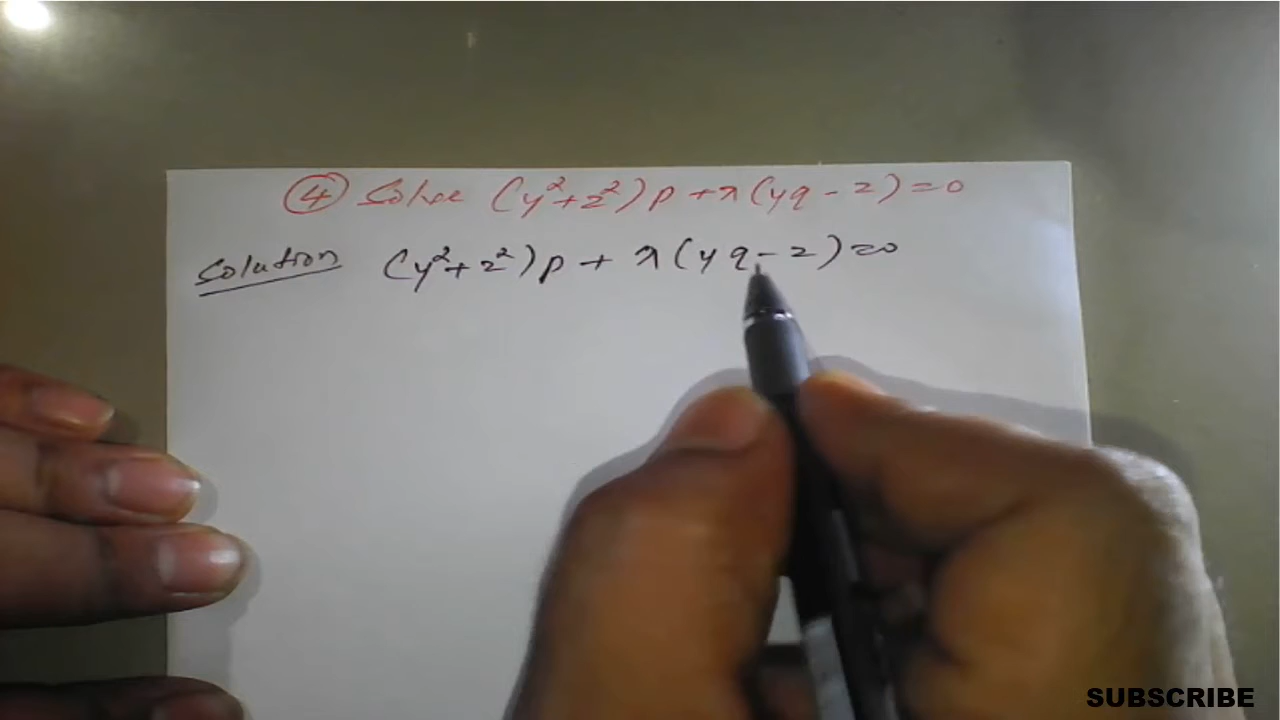 ④ Solve (y²+z²)p+x(yq-z)=0
Solution (y²+z²)p+ x(yq-z)=0
SUBSCRIBE